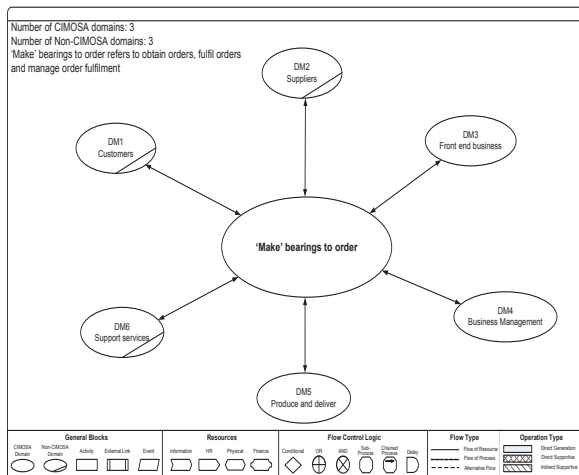 Number of CIMOSA domains: 3
Number of Non-CIMOSA domains: 3
‘Make’ bearings to order refers to obtain orders, fulfil orders
and manage order fulfilment
DM2
Suppliers
DM1
Customers
DM3
Front end business
‘Make’ bearings to order
DM6
Support services
DM4
Business Management
DM5
Produce and deliver
General Blocks
CIMOSA
Domain
Non-CIMOSA
Domain
Activity
External Link
Event
Resources
Information
HR
Physical
Finance
Flow Control Logic
Conditional
OR
AND
Sub-
Process
Chained
Process
Delay
Flow Type
Flow of Resource
Flow of Process
Alternative Flow
Operation Type
Direct Generation
Direct Supportive
Indirect Supportive